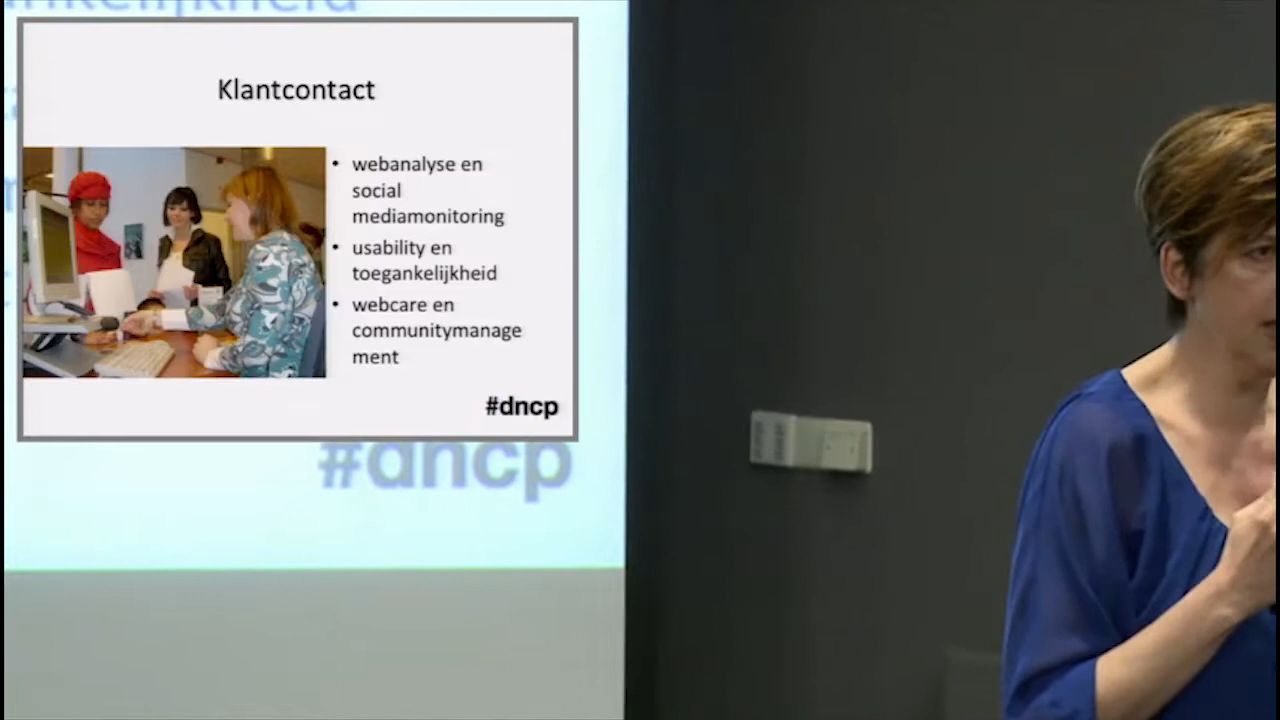 Klantcontact
• webanalyse en
social
mediamonitoring
• usability en
toegankelijkheid
• webcare en
communitymanage
ment
#dncp
#dncp